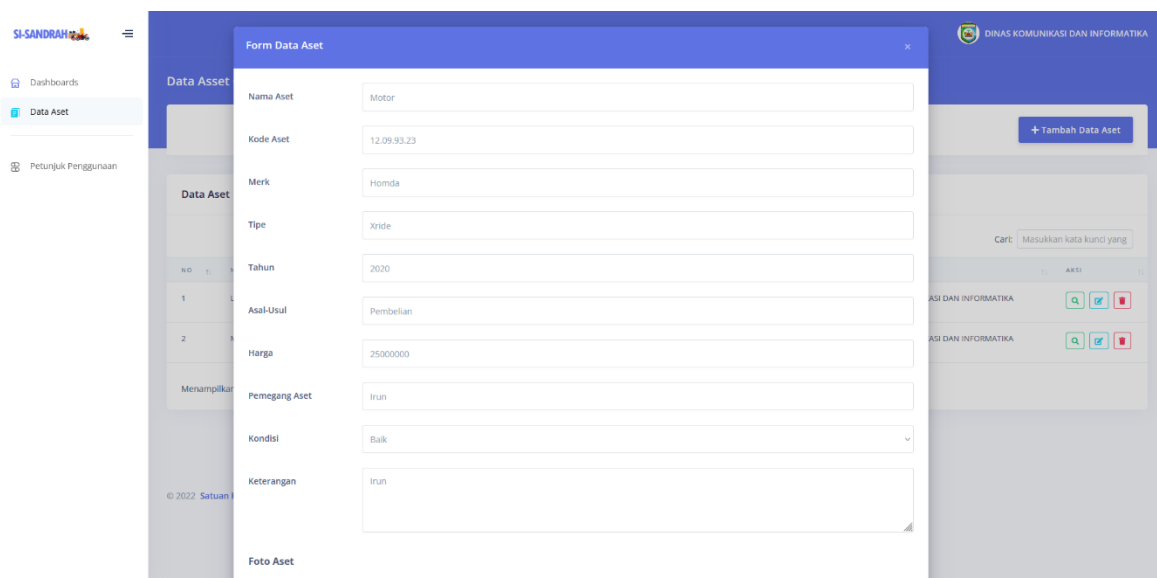 SI-SANDRAH
DINAS KOMUNIKASI DAN INFORMATIKA
Dashboards
Data Aset
Petunjuk Penggunaan
Data Asset
+ Tambah Data Aset
Data Aset
Cari: Masukkan kata kunci yang
NO
AKSI
1
ASI DAN INFORMATIKA
2
ASI DAN INFORMATIKA
Menampilkan
© 2022 Satuan
Form Data Aset ×
Nama Aset Motor
Kode Aset 12.09.93.23
Merk Homda
Tipe Xride
Tahun 2020
Asal-Usul Pembelian
Harga 25000000
Pemegang Aset Irun
Kondisi Baik
Keterangan Irun
Foto Aset